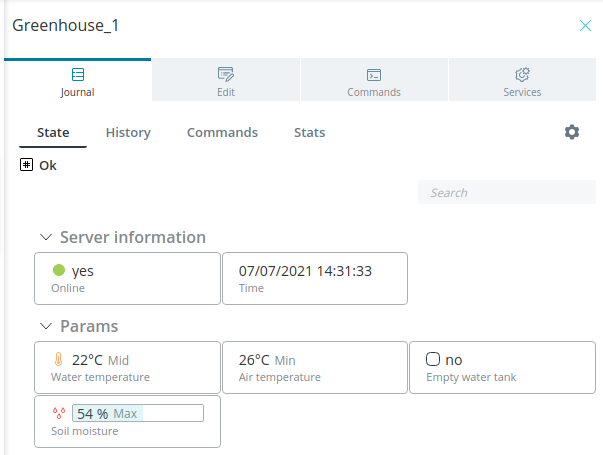 Greenhouse_1
Journal Edit Commands Services
State History Commands Stats
Ok
Search
Server information
yes 07/07/2021 14:31:33
Online Time
Params
22°C Mid 26°C Min no
Water temperature Air temperature Empty water tank
54 % Max
Soil moisture